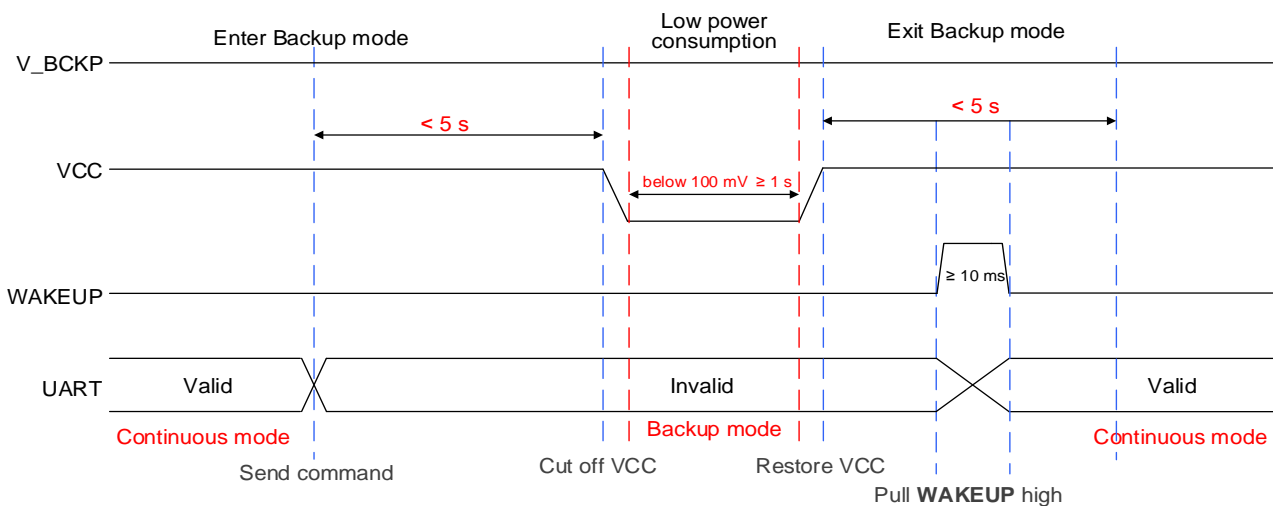 Enter Backup mode
Low power
consumption
Exit Backup mode
V_BCKP
< 5 s
< 5 s
VCC
below 100 mV ≥ 1 s
≥ 10 ms
WAKEUP
UART
Valid
Invalid
Valid
Continuous mode
Backup mode
Continuous mode
Send command
Cut off VCC
Restore VCC
Pull WAKEUP high